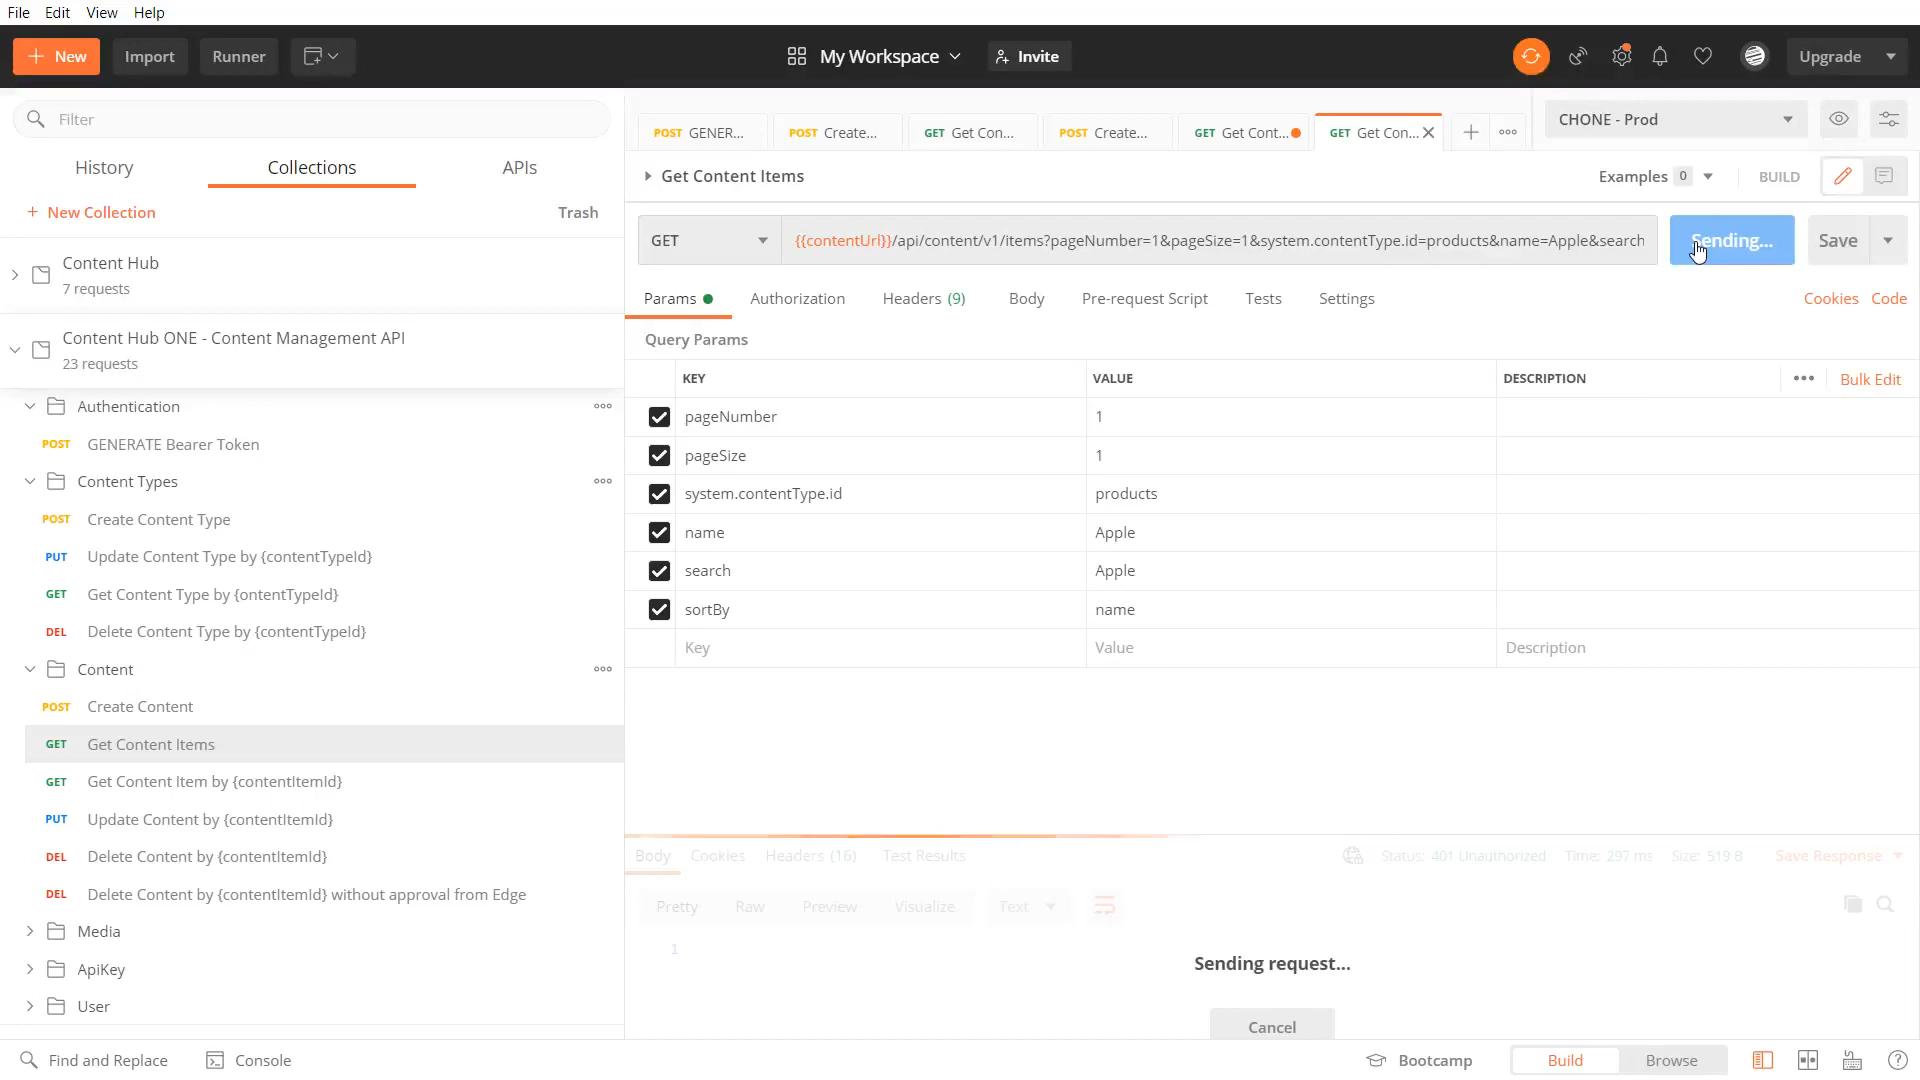 File Edit View Help
New Import Runner My Workspace Invite Upgrade
Filter
History Collections APIs
+ New Collection Trash
Content Hub
7 requests
Content Hub ONE - Content Management API
23 requests
Authentication
POST GENERATE Bearer Token
Content Types
POST Create Content Type
PUT Update Content Type by {contentTypeId}
GET Get Content Type by {ontentTypeId}
DEL Delete Content Type by {contentTypeId}
Content
POST Create Content
GET Get Content Items
GET Get Content Item by {contentItemId}
PUT Update Content by {contentItemId}
DEL Delete Content by {contentItemId}
DEL Delete Content by {contentItemId} without approval from Edge
Media
ApiKey
User
POST GENER... POST Create... GET Get Con... POST Create... GET Get Cont... GET Get Con... CHONE - Prod
Get Content Items Examples 0 BUILD
GET {{contentUrl}}/api/content/v1/items?pageNumber=1&pageSize=1&system.contentType.id=products&name=Apple&search Sending... Save
Params Authorization Headers (9) Body Pre-request Script Tests Settings Cookies Code
Query Params
KEY VALUE DESCRIPTION Bulk Edit
pageNumber 1
pageSize 1
system.contentType.id products
name Apple
search Apple
sortBy name
Key Value Description
Body Cookies Headers (16) Test Results Status: 401 Unauthorized Time: 297 ms Size: 519 B Save Response
Pretty Raw Preview Visualize Text
1
Sending request...
Cancel
Find and Replace Console Bootcamp Build Browse